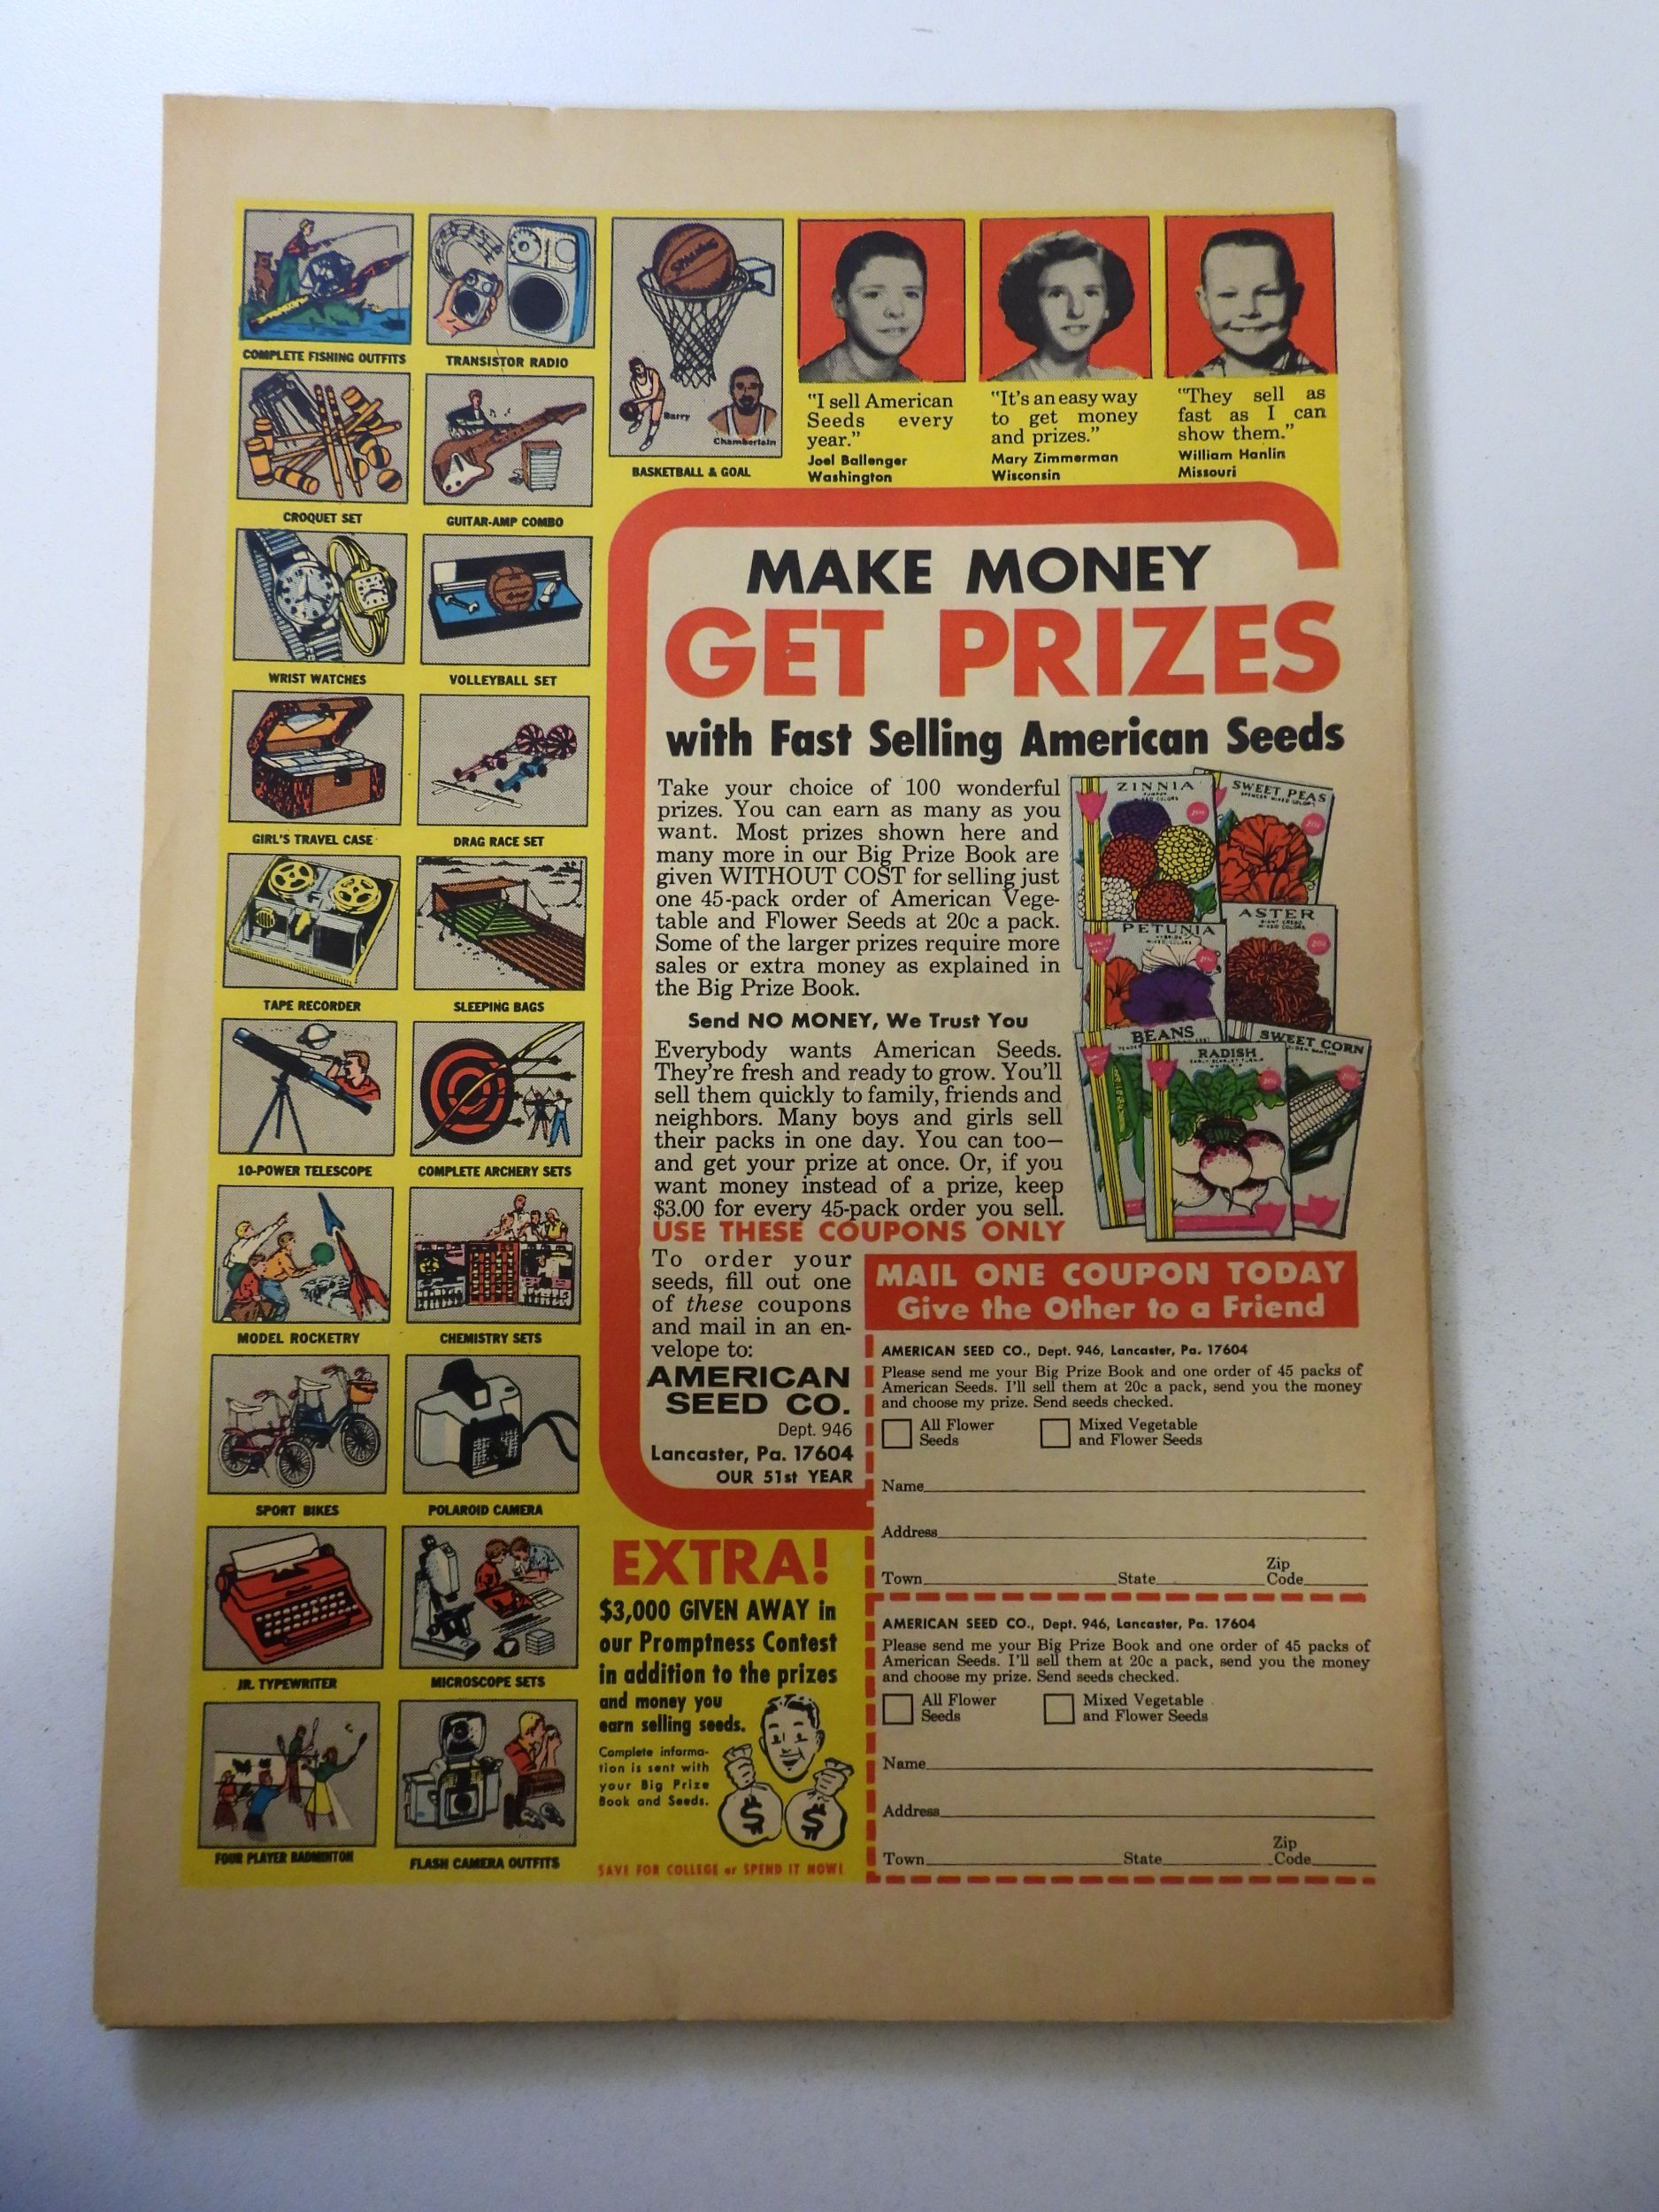 COMPLETE FISHING OUTFITS
TRANSISTOR RADIO
SPALDING
Barry
Chamberlain
BASKETBALL & GOAL
"I sell American
Seeds every
year."
Joel Ballenger
Washington
"It's an easy way
to get money
and prizes."
Mary Zimmerman
Wisconsin
"They sell as
fast as I can
show them."
William Hanlin
Missouri
CROQUET SET
GUITAR-AMP COMBO
WRIST WATCHES
VOLLEYBALL SET
GIRL'S TRAVEL CASE
DRAG RACE SET
TAPE RECORDER
SLEEPING BAGS
10-POWER TELESCOPE
COMPLETE ARCHERY SETS
MODEL ROCKETRY
CHEMISTRY SETS
SPORT BIKES
POLAROID CAMERA
JR. TYPEWRITER
MICROSCOPE SETS
FOUR PLAYER BADMINTON
FLASH CAMERA OUTFITS
MAKE MONEY
GET PRIZES
with Fast Selling American Seeds
Take your choice of 100 wonderful
prizes. You can earn as many as you
want. Most prizes shown here and
many more in our Big Prize Book are
given WITHOUT COST for selling just
one 45-pack order of American Vege-
table and Flower Seeds at 20c a pack.
Some of the larger prizes require more
sales or extra money as explained in
the Big Prize Book.
Send NO MONEY, We Trust You
Everybody wants American Seeds.
They're fresh and ready to grow. You'll
sell them quickly to family, friends and
neighbors. Many boys and girls sell
their packs in one day. You can too—
and get your prize at once. Or, if you
want money instead of a prize, keep
$3.00 for every 45-pack order you sell.
USE THESE COUPONS ONLY
ZINNIA
MIXED COLORS
20¢
SWEET PEAS
SPENCER MIXED COLORS
20¢
PETUNIA
MIXED COLORS
20¢
ASTER
MIXED COLORS
20¢
BEANS
RADISH
20¢
SWEET CORN
20¢
To order your
seeds, fill out one
of these coupons
and mail in an en-
velope to:
AMERICAN
SEED CO.
Dept. 946
Lancaster, Pa. 17604
OUR 51st YEAR
MAIL ONE COUPON TODAY
Give the Other to a Friend
AMERICAN SEED CO., Dept. 946, Lancaster, Pa. 17604
Please send me your Big Prize Book and one order of 45 packs of
American Seeds. I'll sell them at 20c a pack, send you the money
and choose my prize. Send seeds checked.
All Flower
Seeds
Mixed Vegetable
and Flower Seeds
Name
Address
Town State Zip
Code
AMERICAN SEED CO., Dept. 946, Lancaster, Pa. 17604
Please send me your Big Prize Book and one order of 45 packs of
American Seeds. I'll sell them at 20c a pack, send you the money
and choose my prize. Send seeds checked.
All Flower
Seeds
Mixed Vegetable
and Flower Seeds
Name
Address
Town State Zip
Code
EXTRA!
$3,000 GIVEN AWAY in
our Promptness Contest
in addition to the prizes
and money you
earn selling seeds.
Complete informa-
tion is sent with
your Big Prize
Book and Seeds.
$ $
SAVE FOR COLLEGE or SPEND IT NOW!